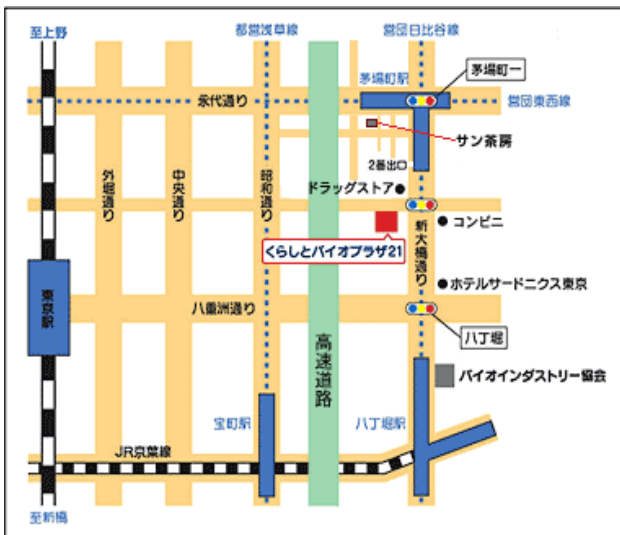 至上野
都営浅草線
営団日比谷線
茅場町駅
茅場町一
永代通り
営団東西線
サン茶房
2番出口
ドラッグストア
外堀通り
中央通り
昭和通り
新大橋通り
コンビニ
くらしとバイオプラザ21
東京駅
ホテルサードニクス東京
八重洲通り
八丁堀
高速道路
バイオインダストリー協会
宝町駅
八丁堀駅
JR京葉線
至新橋